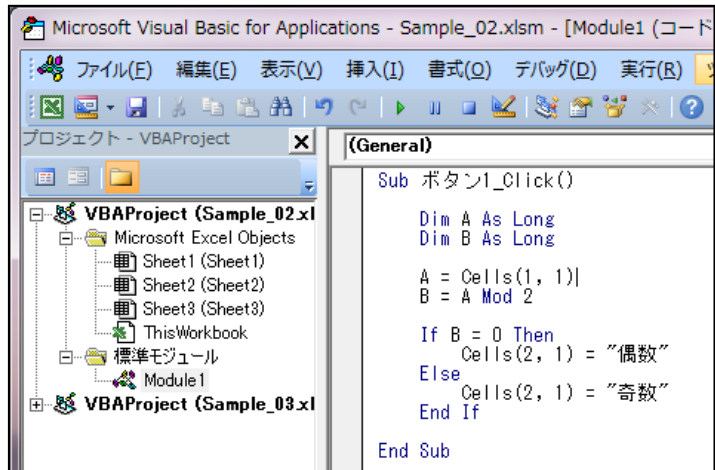 Microsoft Visual Basic for Applications - Sample_02.xlsm - [Module1 (コード
ファイル(F) 編集(E) 表示(V) 挿入(I) 書式(O) デバッグ(D) 実行(R)
プロジェクト - VBAProject
(General)
VBAProject (Sample_02.xl
Microsoft Excel Objects
Sheet1 (Sheet1)
Sheet2 (Sheet2)
Sheet3 (Sheet3)
ThisWorkbook
標準モジュール
Module1
VBAProject (Sample_03.xl
Sub ボタン1_Click()
Dim A As Long
Dim B As Long
A = Cells(1, 1)
B = A Mod 2
If B = 0 Then
Cells(2, 1) = "偶数"
Else
Cells(2, 1) = "奇数"
End If
End Sub